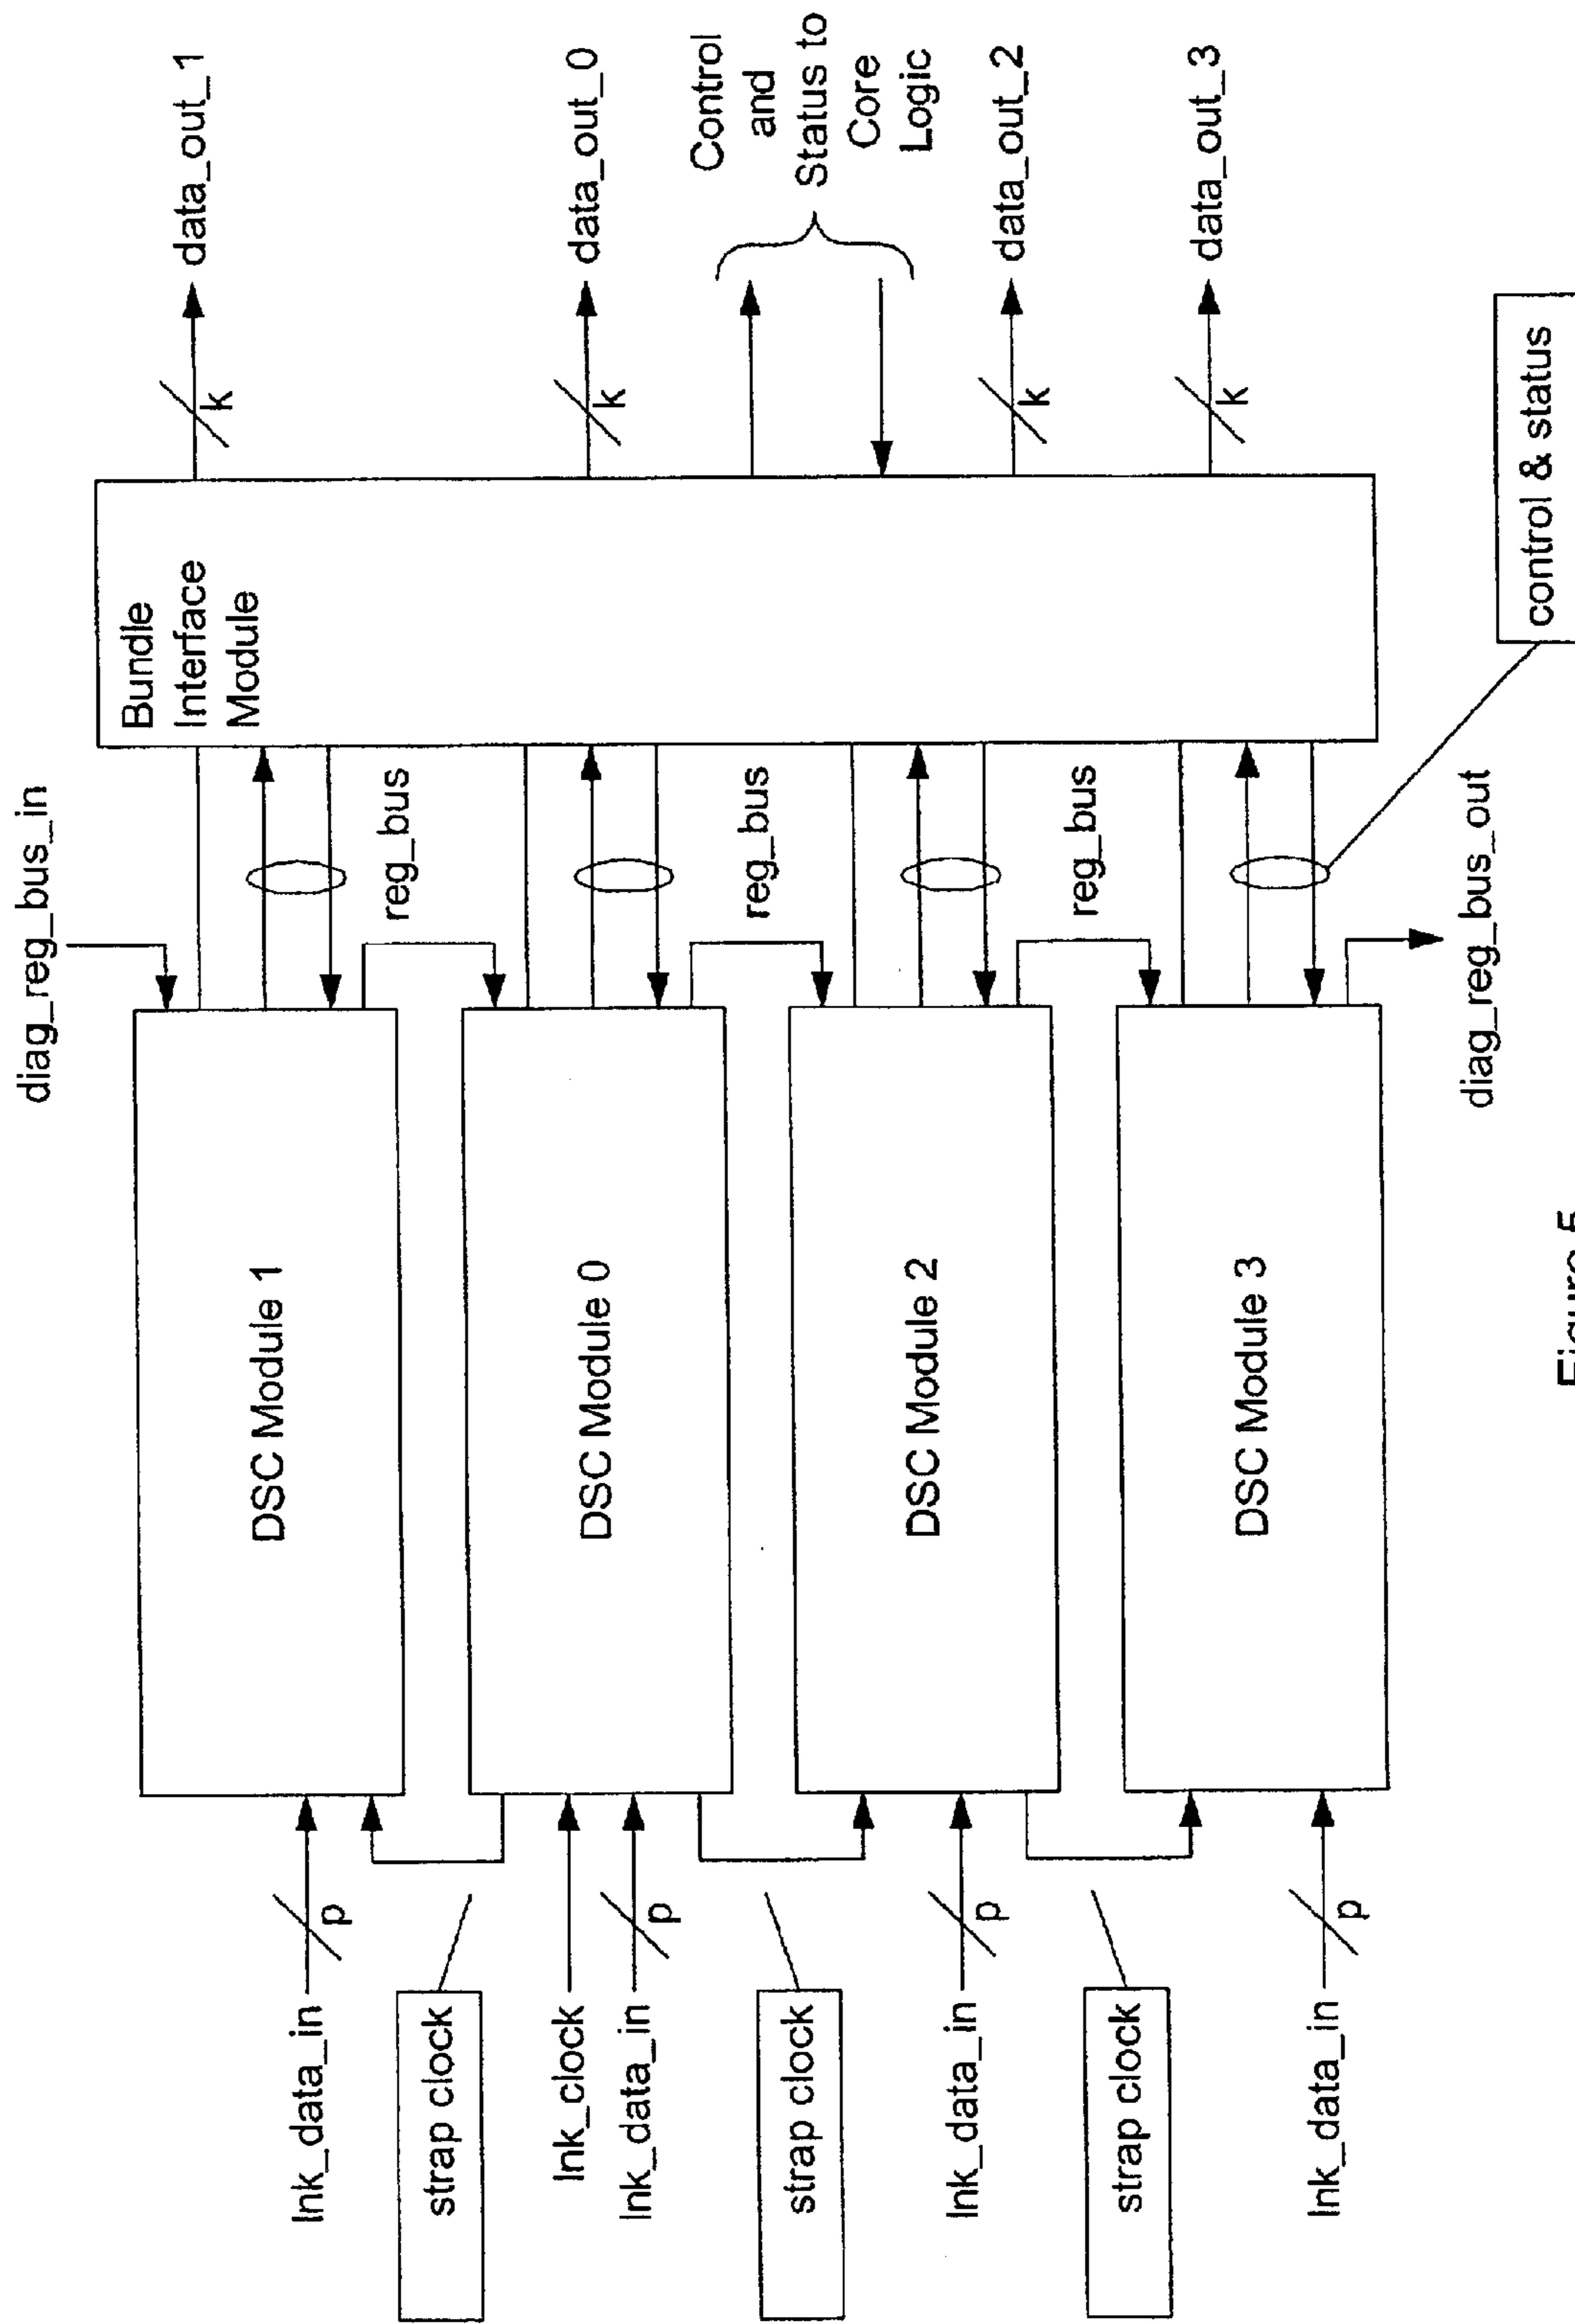 diag_reg_bus_in
Bundle
Interface
Module
data_out_1
k
lnk_data_in
p
DSC Module 1
reg_bus
strap clock
data_out_0
k
lnk_clock
lnk_data_in
p
DSC Module 0
Control
and
Status to
Core
Logic
reg_bus
strap clock
lnk_data_in
p
DSC Module 2
data_out_2
k
reg_bus
strap clock
lnk_data_in
p
DSC Module 3
data_out_3
k
diag_reg_bus_out
control & status
Figure 5